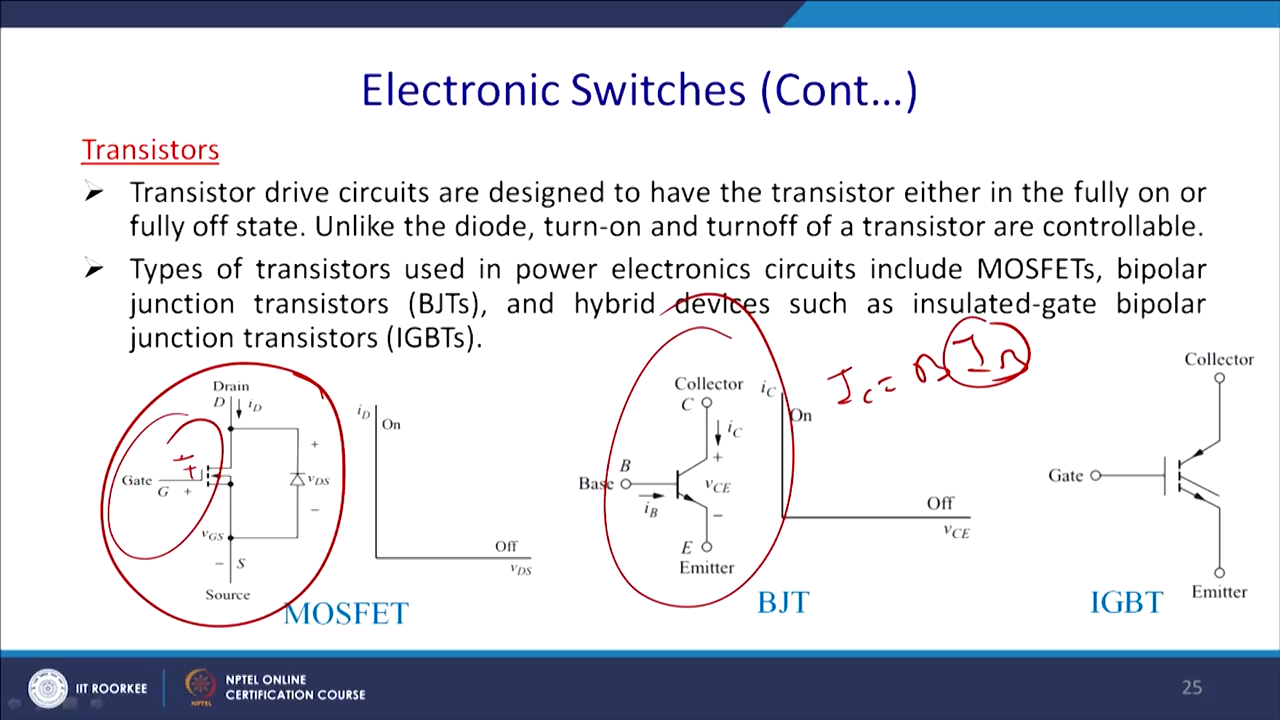 Electronic Switches (Cont…)
Transistors
➢ Transistor drive circuits are designed to have the transistor either in the fully on or
fully off state. Unlike the diode, turn-on and turnoff of a transistor are controllable.
➢ Types of transistors used in power electronics circuits include MOSFETs, bipolar
junction transistors (BJTs), and hybrid devices such as insulated-gate bipolar
junction transistors (IGBTs).
Drain
D
iD
+
Gate
G
+
vDS
−
vGS
−
S
Source
MOSFET
iD
On
Off
vDS
Collector
C
iC
+
B
Base
iB
vCE
−
E
Emitter
BJT
iC
On
Off
vCE
Collector
Gate
Emitter
IGBT
IIT ROORKEE
NPTEL
NPTEL ONLINE
CERTIFICATION COURSE
25